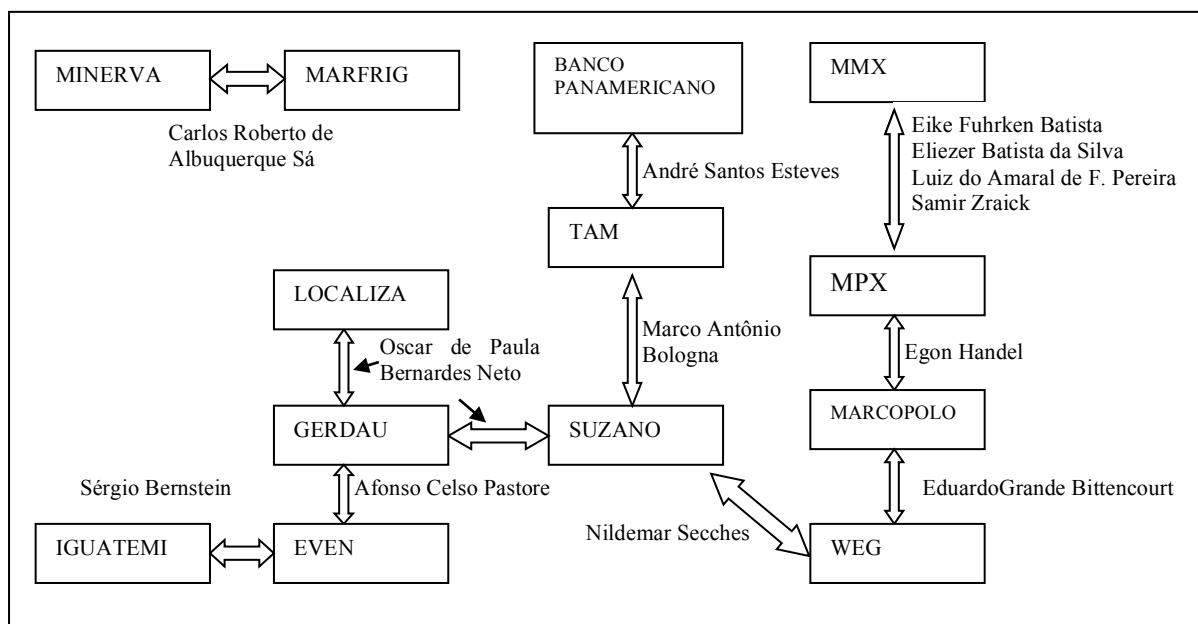 MINERVA
MARFRIG
Carlos Roberto de
Albuquerque Sá
BANCO
PANAMERICANO
MMX
Eike Fuhrken Batista
Eliezer Batista da Silva
Luiz do Amaral de F. Pereira
Samir Zraick
André Santos Esteves
TAM
MPX
LOCALIZA
Oscar de Paula
Bernardes Neto
Marco Antônio
Bologna
Egon Handel
GERDAU
SUZANO
MARCOPOLO
Sérgio Bernstein
Afonso Celso Pastore
EduardoGrande Bittencourt
Nildemar Secches
IGUATEMI
EVEN
WEG